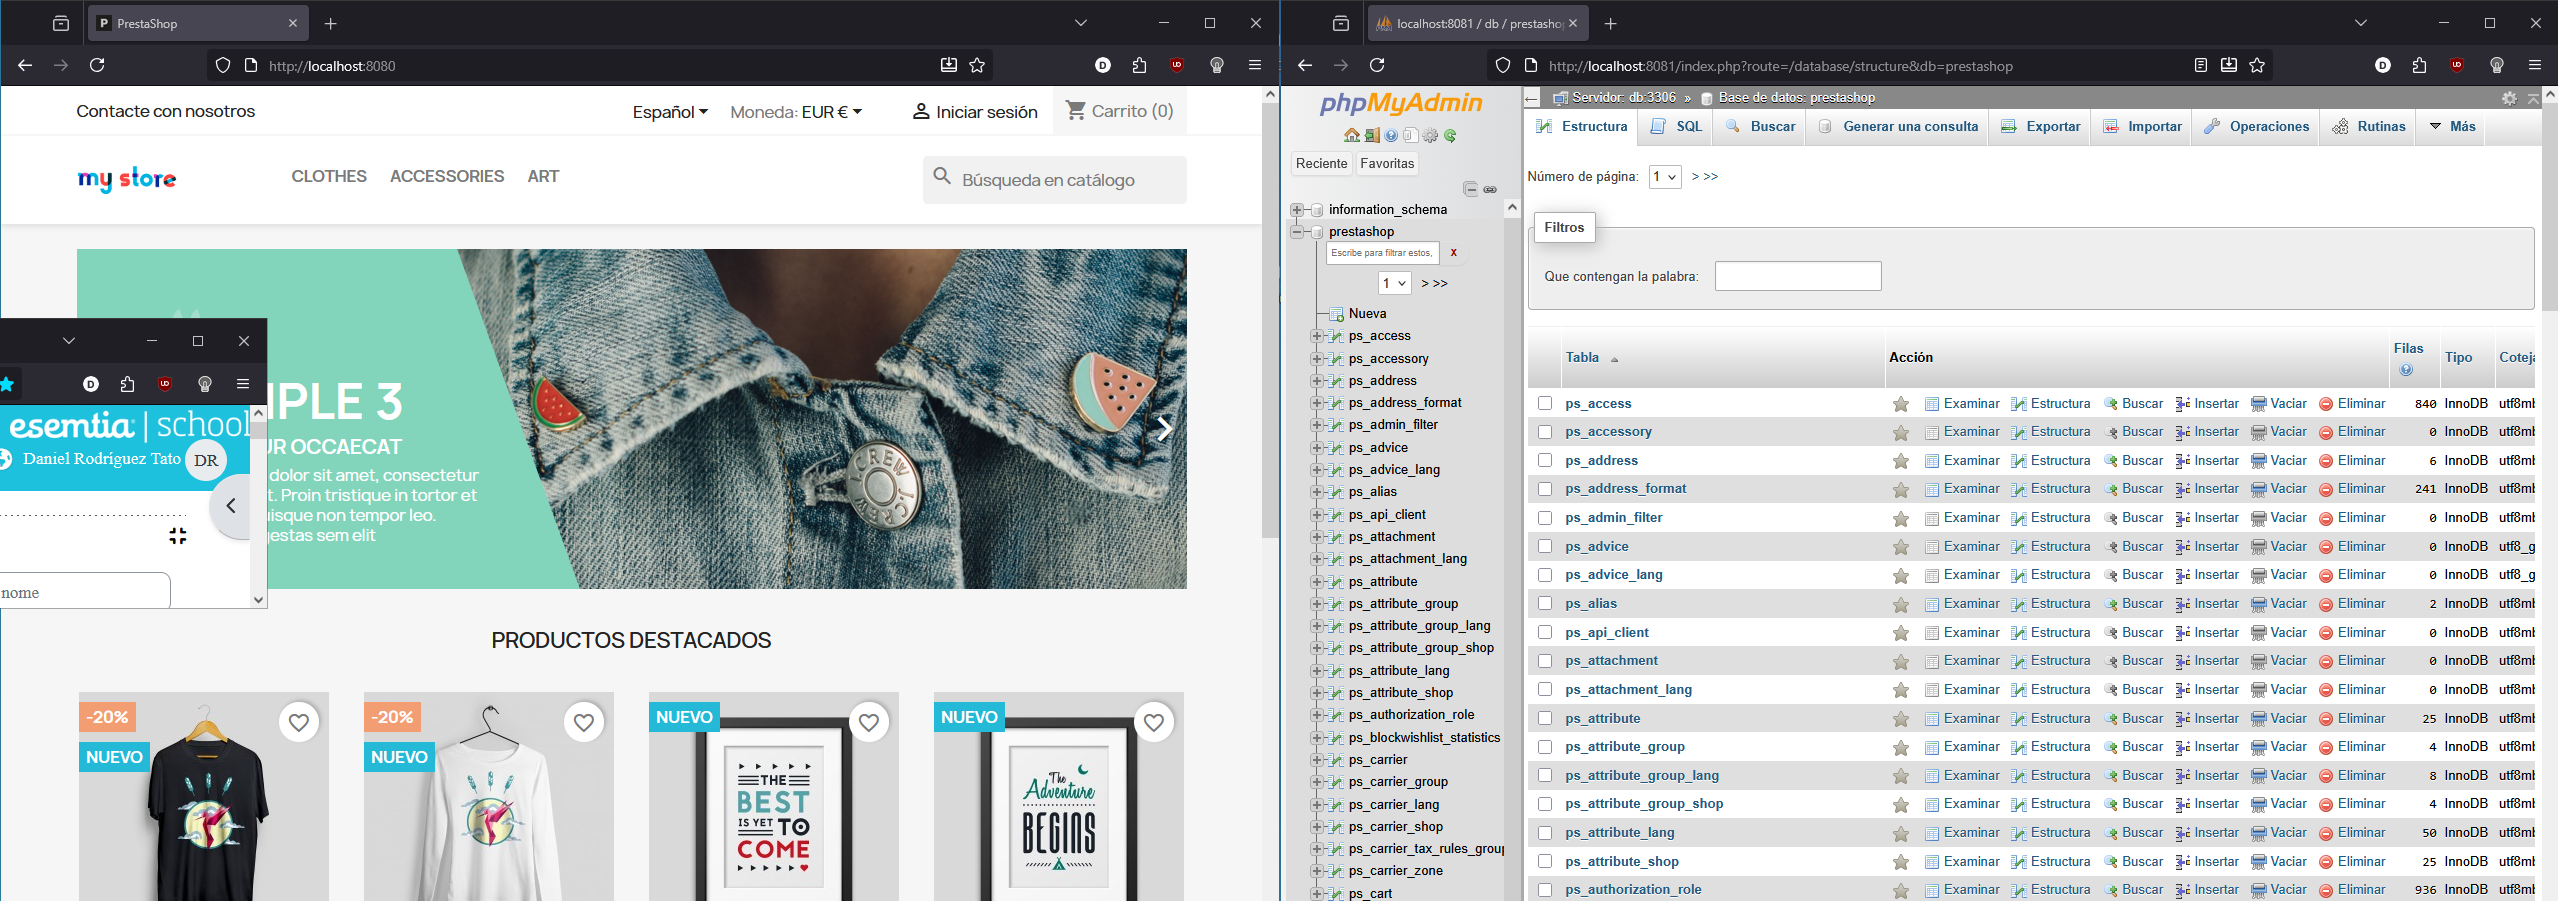 PrestaShop
http://localhost:8080
Contacte con nosotros
Español
Moneda: EUR €
Iniciar sesión
Carrito (0)
my store
CLOTHES
ACCESSORIES
ART
Búsqueda en catálogo
IPLE 3
UR OCCAECAT
dolor sit amet, consectetur
t. Proin tristique in tortor et
uisque non tempor leo.
gestas sem elit
J.CREW
J.CREW
esemtia | school
Daniel Rodríguez Tato
DR
nome
PRODUCTOS DESTACADOS
-20%
NUEVO
-20%
NUEVO
NUEVO
THE
BEST
IS YET TO
COME
NUEVO
The
Adventure
BEGINS
localhost:8081 / db / prestasho
http://localhost:8081/index.php?route=/database/structure&db=prestashop
phpMyAdmin
Reciente
Favoritas
information_schema
prestashop
Escribe para filtrar estos,
X
1
> >>
Nueva
ps_access
ps_accessory
ps_address
ps_address_format
ps_admin_filter
ps_advice
ps_advice_lang
ps_alias
ps_api_client
ps_attachment
ps_attachment_lang
ps_attribute
ps_attribute_group
ps_attribute_group_lang
ps_attribute_group_shop
ps_attribute_lang
ps_attribute_shop
ps_authorization_role
ps_blockwishlist_statistics
ps_carrier
ps_carrier_group
ps_carrier_lang
ps_carrier_shop
ps_carrier_tax_rules_group
ps_carrier_zone
ps_cart
Servidor: db:3306 » Base de datos: prestashop
Estructura
SQL
Buscar
Generar una consulta
Exportar
Importar
Operaciones
Rutinas
Más
Número de página: 1 > >>
Filtros
Que contengan la palabra:
Tabla Acción Filas Tipo Coteja
ps_access Examinar Estructura Buscar Insertar Vaciar Eliminar 840 InnoDB utf8mb
ps_accessory Examinar Estructura Buscar Insertar Vaciar Eliminar 0 InnoDB utf8mb
ps_address Examinar Estructura Buscar Insertar Vaciar Eliminar 6 InnoDB utf8mb
ps_address_format Examinar Estructura Buscar Insertar Vaciar Eliminar 241 InnoDB utf8mb
ps_admin_filter Examinar Estructura Buscar Insertar Vaciar Eliminar 0 InnoDB utf8mb
ps_advice Examinar Estructura Buscar Insertar Vaciar Eliminar 0 InnoDB utf8_g
ps_advice_lang Examinar Estructura Buscar Insertar Vaciar Eliminar 0 InnoDB utf8_g
ps_alias Examinar Estructura Buscar Insertar Vaciar Eliminar 2 InnoDB utf8mb
ps_api_client Examinar Estructura Buscar Insertar Vaciar Eliminar 0 InnoDB utf8mb
ps_attachment Examinar Estructura Buscar Insertar Vaciar Eliminar 0 InnoDB utf8mb
ps_attachment_lang Examinar Estructura Buscar Insertar Vaciar Eliminar 0 InnoDB utf8mb
ps_attribute Examinar Estructura Buscar Insertar Vaciar Eliminar 25 InnoDB utf8mb
ps_attribute_group Examinar Estructura Buscar Insertar Vaciar Eliminar 4 InnoDB utf8mb
ps_attribute_group_lang Examinar Estructura Buscar Insertar Vaciar Eliminar 8 InnoDB utf8mb
ps_attribute_group_shop Examinar Estructura Buscar Insertar Vaciar Eliminar 4 InnoDB utf8mb
ps_attribute_lang Examinar Estructura Buscar Insertar Vaciar Eliminar 50 InnoDB utf8mb
ps_attribute_shop Examinar Estructura Buscar Insertar Vaciar Eliminar 25 InnoDB utf8mb
ps_authorization_role Examinar Estructura Buscar Insertar Vaciar Eliminar 936 InnoDB utf8mb